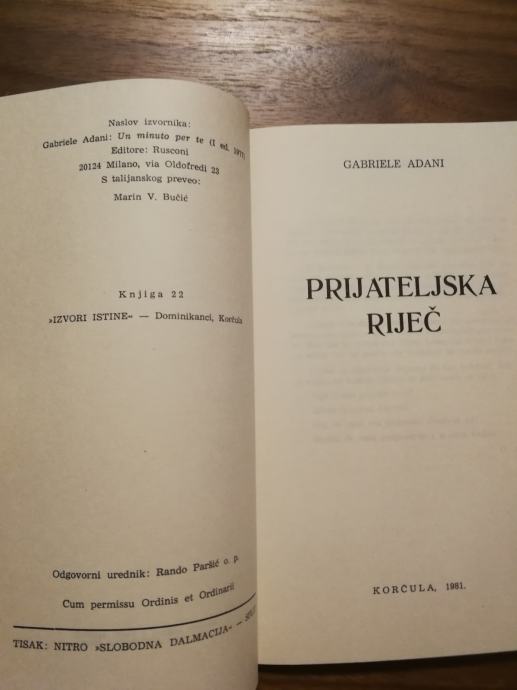 Naslov izvornika:
Gabriele Adani: Un minuto per te (I ed. 1977)
Editore: Rusconi
20124 Milano, via Oldofredi 23
S talijanskog preveo:
Marin V. Bučić
Knjiga 22
»IZVORI ISTINE« — Dominikanci, Korčula
Odgovorni urednik: Rando Paršić o. p.
Cum permissu Ordinis et Ordinarii
TISAK: NITRO »SLOBODNA DALMACIJA« —
GABRIELE ADANI
PRIJATELJSKA
RIJEČ
KORČULA, 1981.